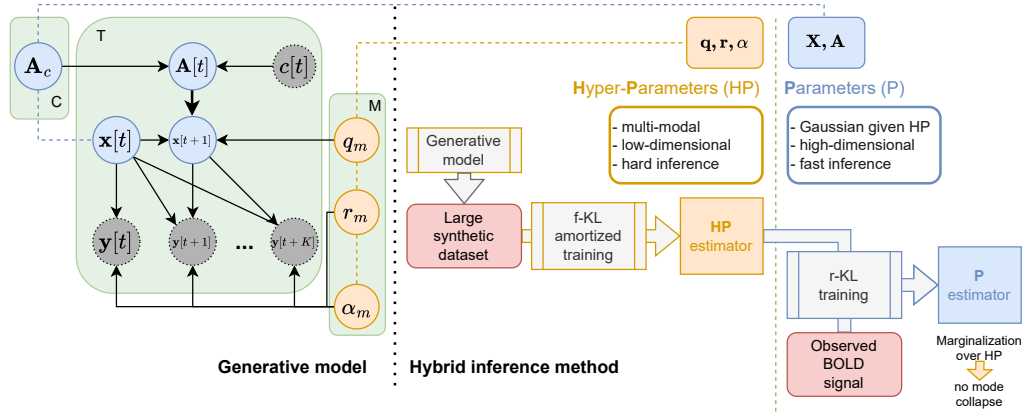 T
A_c
A[t]
c[t]
C
M
x[t]
x[t+1]
q_m
r_m
y[t]
y[t+1]
...
y[t+K]
α_m
Generative model
Hybrid inference method
q, r, α
X, A
Hyper-Parameters (HP)
Parameters (P)
- multi-modal
- low-dimensional
- hard inference
- Gaussian given HP
- high-dimensional
- fast inference
Generative
model
Large
synthetic
dataset
f-KL
amortized
training
HP
estimator
r-KL
training
P
estimator
Observed
BOLD
signal
Marginalization
over HP
no mode
collapse